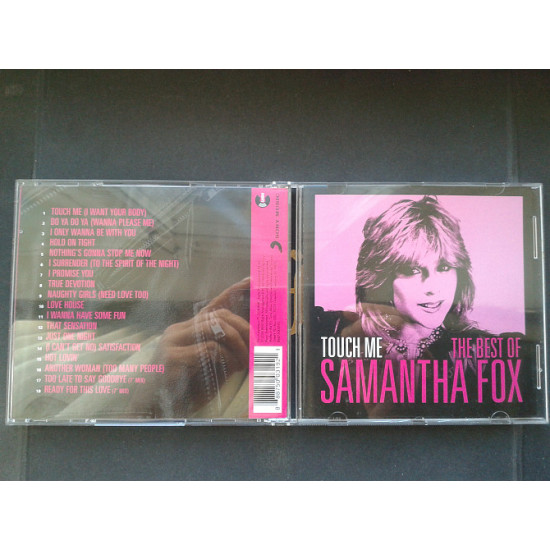 TOUCH ME (I WANT YOUR BODY)
DO YA DO YA (WANNA PLEASE ME)
I ONLY WANNA BE WITH YOU
HOLD ON TIGHT
NOTHING'S GONNA STOP ME NOW
I SURRENDER (TO THE SPIRIT OF THE NIGHT)
I PROMISE YOU
TRUE DEVOTION
NAUGHTY GIRLS (NEED LOVE TOO)
LOVE HOUSE
I WANNA HAVE SOME FUN
THAT SENSATION
JUST ONE NIGHT
(I CAN'T GET NO) SATISFACTION
HOT LOVIN'
ANOTHER WOMAN (TOO MANY PEOPLE)
TOO LATE TO SAY GOODBYE
READY FOR THIS LOVE
TOUCH ME THE BEST OF
SAMANTHA FOX